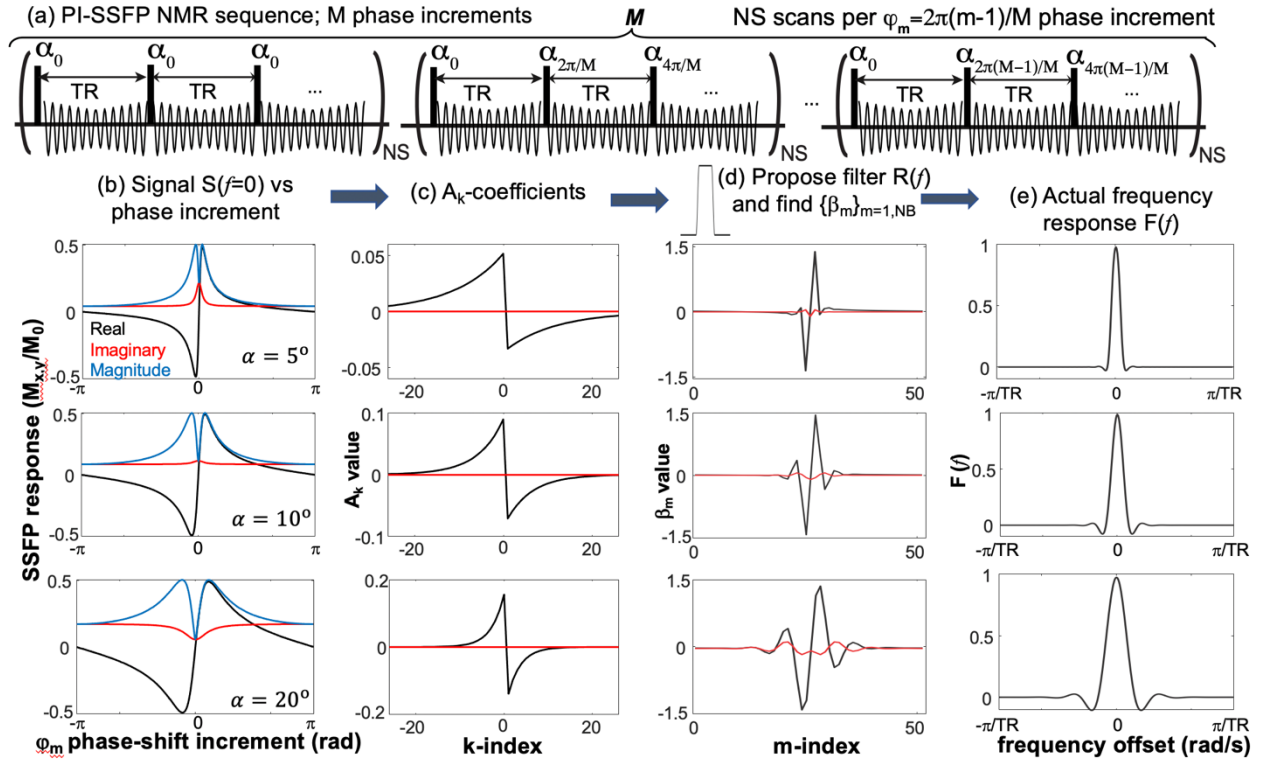 (a) PI-SSFP NMR sequence; M phase increments
M
NS scans per φm=2π(m-1)/M phase increment
α0 α0 α0
TR TR ...
NS
α0 α2π/M α4π/M
TR TR ...
NS
...
α0 α2π(M−1)/M α4π(M−1)/M
TR TR ...
NS
(b) Signal S(f=0) vs
phase increment
(c) Ak-coefficients
(d) Propose filter R(f)
and find {βm}m=1,NB
(e) Actual frequency
response F(f)
SSFP response (Mx,y/M0)
0.5
0
-0.5
-π 0 π
Real
Imaginary
Magnitude
α = 5º
0.5
0
-0.5
-π 0 π
α = 10º
0.5
0
-0.5
-π 0 π
α = 20º
φm phase-shift increment (rad)
Ak value
0.05
0
-0.05
-20 0 20
0.1
0
-0.1
-20 0 20
0.2
0
-0.2
-20 0 20
k-index
βm value
1.5
0
-1.5
0 50
1.5
0
-1.5
0 50
1.5
0
-1.5
0 50
m-index
F(f)
1
0.5
0
-π/TR 0 π/TR
1
0.5
0
-π/TR 0 π/TR
1
0.5
0
-π/TR 0 π/TR
frequency offset (rad/s)